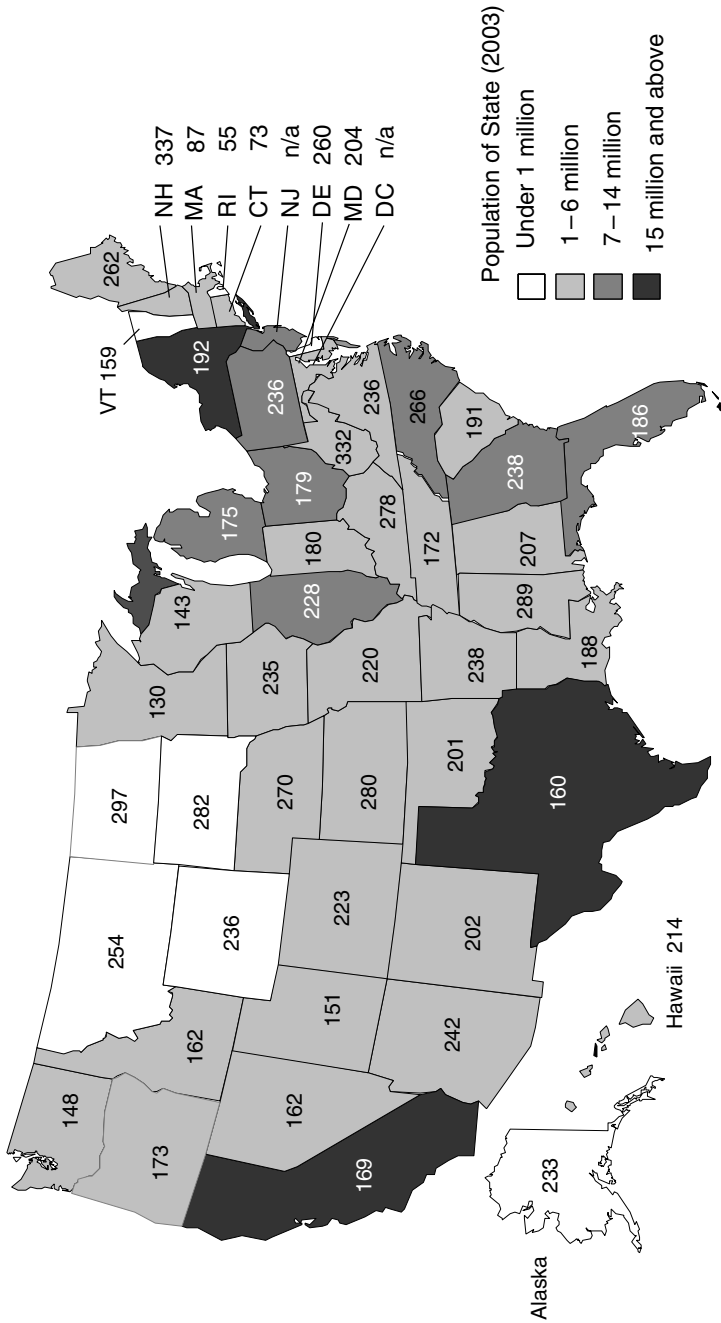 VT 159
262
NH 337
MA 87
RI 55
CT 73
NJ n/a
DE 260
MD 204
DC n/a
192
148
254
297
130
143
175
236
173
162
236
282
235
228
180
179
332
236
162
151
223
270
280
220
278
172
266
191
169
242
202
201
238
289
207
238
160
188
186
Alaska
233
Hawaii 214
Population of State (2003)
Under 1 million
1–6 million
7–14 million
15 million and above